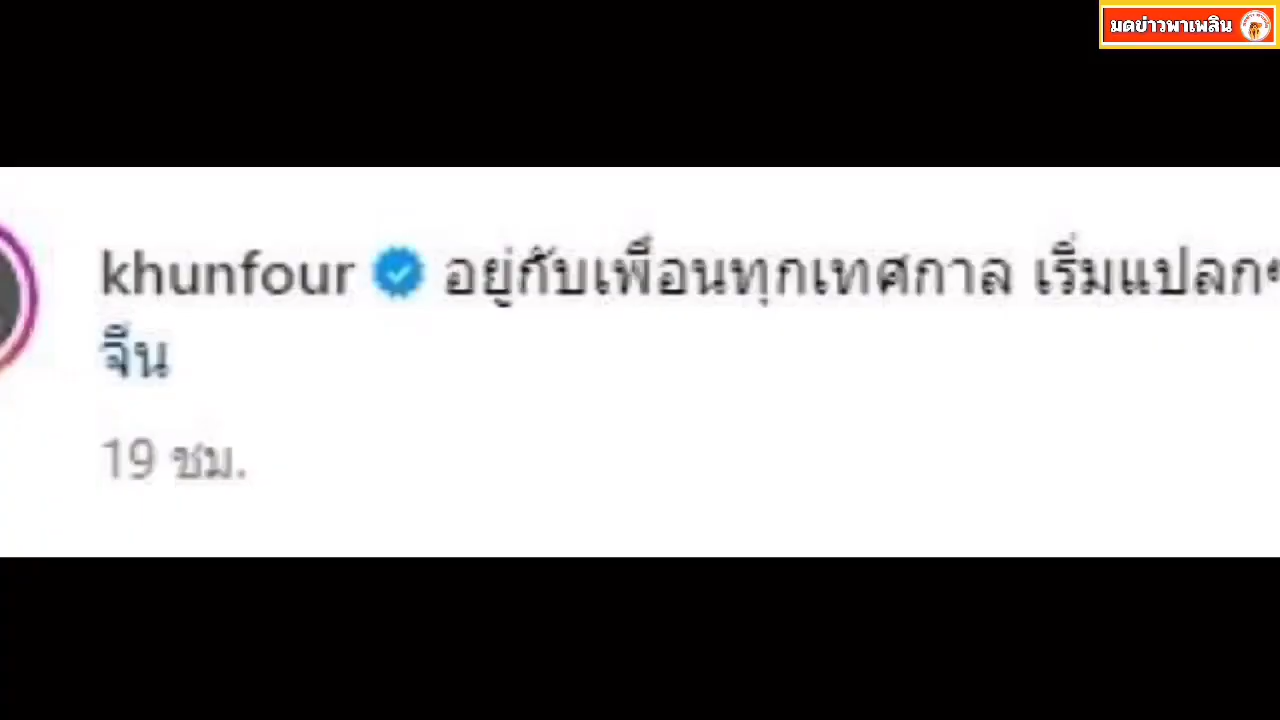 มดข่าวพาเพลิน
khunfour อยู่กับเพื่อนทุกเทศกาล เริ่มแปลกๆ
จีน
19 ชม.